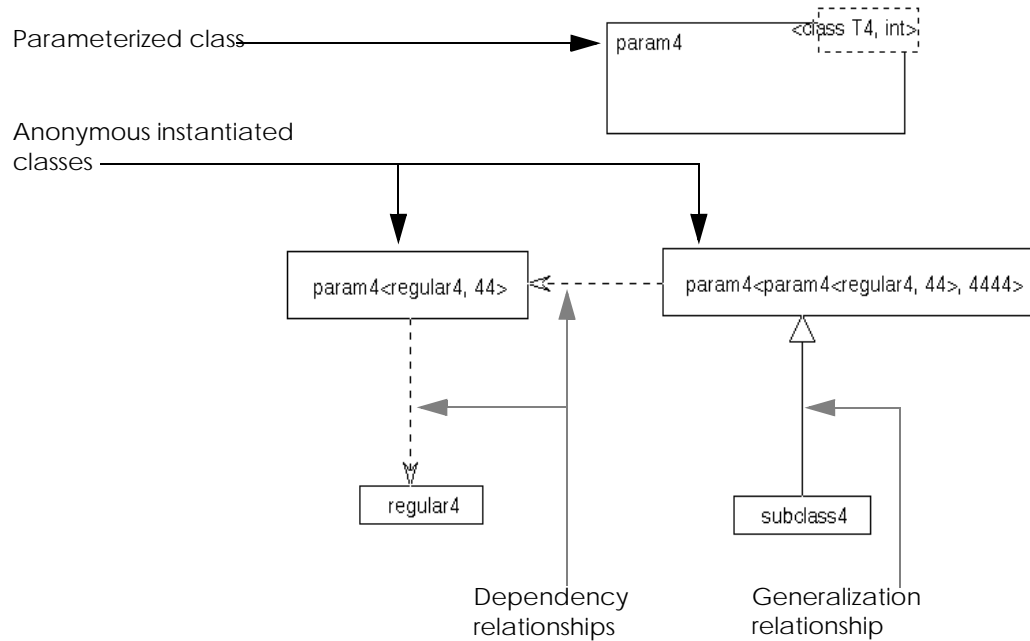 Parameterized class
<class T4, int>
param4
Anonymous instantiated
classes
param4<regular4, 44>
param4<param4<regular4, 44>, 4444>
regular4
subclass4
Dependency
relationships
Generalization
relationship